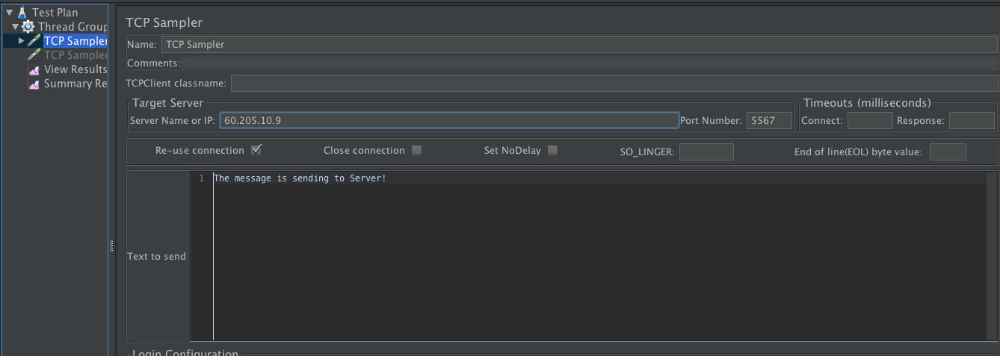 Test Plan
Thread Group
TCP Sampler
TCP Sampler
View Results
Summary Re
TCP Sampler
Name: TCP Sampler
Comments:
TCPClient classname:
Target Server
Timeouts (milliseconds)
Server Name or IP: 60.205.10.9 Port Number: 5567 Connect: Response:
Re-use connection Close connection Set NoDelay SO_LINGER: End of line(EOL) byte value:
1 The message is sending to Server!
Text to send
Login Configuration